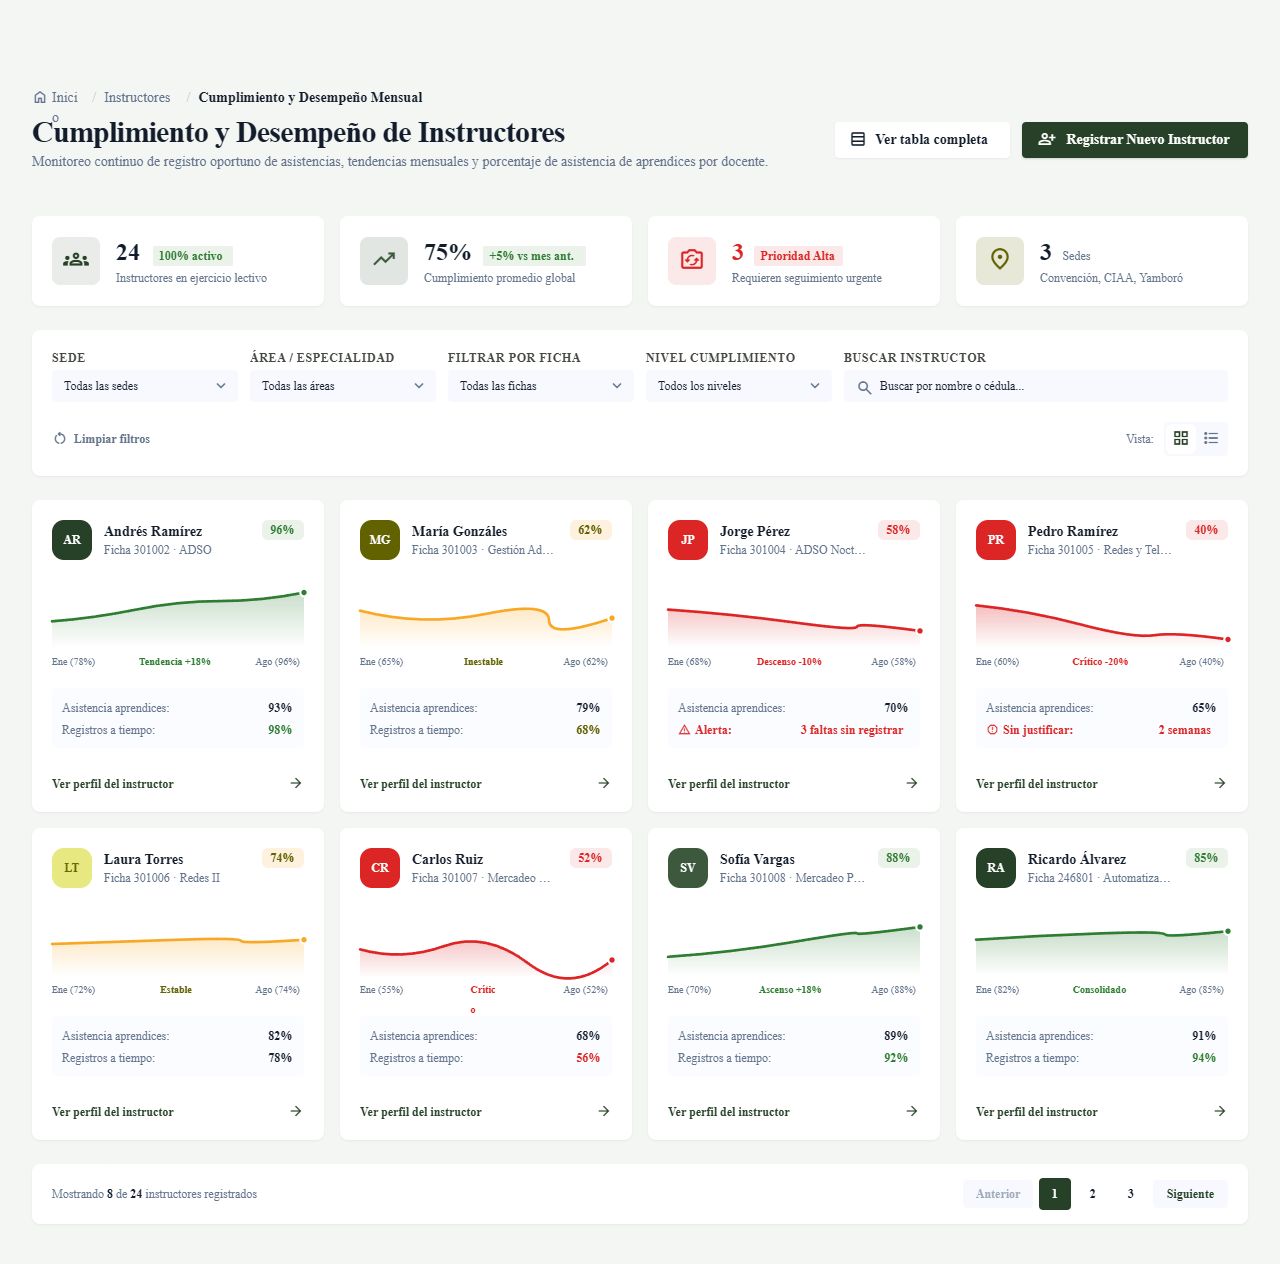 Inicio / Instructores / Cumplimiento y Desempeño Mensual
Cumplimiento y Desempeño de Instructores
Monitoreo continuo de registro oportuno de asistencias, tendencias mensuales y porcentaje de asistencia de aprendices por docente.
Ver tabla completa
Registrar Nuevo Instructor
24 100% activo
Instructores en ejercicio lectivo
75% +5% vs mes ant.
Cumplimiento promedio global
3 Prioridad Alta
Requieren seguimiento urgente
3 Sedes
Convención, CIAA, Yamboró
SEDE
Todas las sedes
ÁREA / ESPECIALIDAD
Todas las áreas
FILTRAR POR FICHA
Todas las fichas
NIVEL CUMPLIMIENTO
Todos los niveles
BUSCAR INSTRUCTOR
Buscar por nombre o cédula...
Limpiar filtros
Vista:
AR Andrés Ramírez 96%
Ficha 301002 · ADSO
Ene (78%) Tendencia +18% Ago (96%)
Asistencia aprendices: 93%
Registros a tiempo: 98%
Ver perfil del instructor
MG María Gonzáles 62%
Ficha 301003 · Gestión Ad...
Ene (65%) Inestable Ago (62%)
Asistencia aprendices: 79%
Registros a tiempo: 68%
Ver perfil del instructor
JP Jorge Pérez 58%
Ficha 301004 · ADSO Noct...
Ene (68%) Descenso -10% Ago (58%)
Asistencia aprendices: 70%
Alerta: 3 faltas sin registrar
Ver perfil del instructor
PR Pedro Ramírez 40%
Ficha 301005 · Redes y Tel...
Ene (60%) Crítico -20% Ago (40%)
Asistencia aprendices: 65%
Sin justificar: 2 semanas
Ver perfil del instructor
LT Laura Torres 74%
Ficha 301006 · Redes II
Ene (72%) Estable Ago (74%)
Asistencia aprendices: 82%
Registros a tiempo: 78%
Ver perfil del instructor
CR Carlos Ruiz 52%
Ficha 301007 · Mercadeo ...
Ene (55%) Crítico Ago (52%)
Asistencia aprendices: 68%
Registros a tiempo: 56%
Ver perfil del instructor
SV Sofía Vargas 88%
Ficha 301008 · Mercadeo P...
Ene (70%) Ascenso +18% Ago (88%)
Asistencia aprendices: 89%
Registros a tiempo: 92%
Ver perfil del instructor
RA Ricardo Álvarez 85%
Ficha 246801 · Automatiza...
Ene (82%) Consolidado Ago (85%)
Asistencia aprendices: 91%
Registros a tiempo: 94%
Ver perfil del instructor
Mostrando 8 de 24 instructores registrados
Anterior 1 2 3 Siguiente